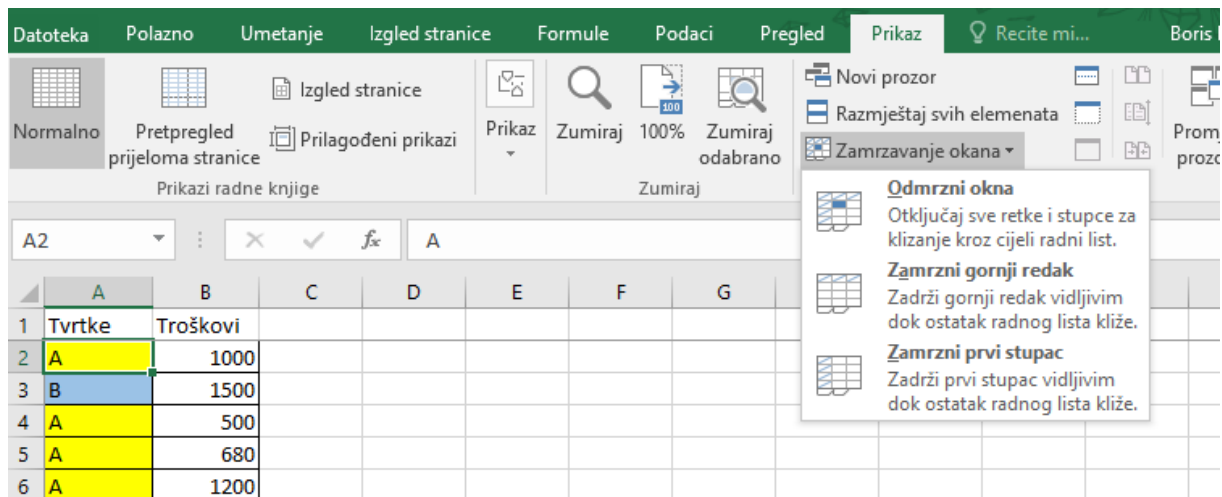 Datoteka Polazno Umetanje Izgled stranice Formule Podaci Pregled Prikaz Recite mi... Boris
Normalno
Pretpregled
prijeloma stranice
Izgled stranice
Prilagođeni prikazi
Prikazi radne knjige
Prikaz
Zumiraj
100
100%
Zumiraj
odabrano
Zumiraj
Novi prozor
Razmještaj svih elemenata
Zamrzavanje okana
Odmrzni okna
Otključaj sve retke i stupce za
klizanje kroz cijeli radni list.
Zamrzni gornji redak
Zadrži gornji redak vidljivim
dok ostatak radnog lista kliže.
Zamrzni prvi stupac
Zadrži prvi stupac vidljivim
dok ostatak radnog lista kliže.
A2 fx A
A B C D E F G
1 Tvrtke Troškovi
2 A 1000
3 B 1500
4 A 500
5 A 680
6 A 1200